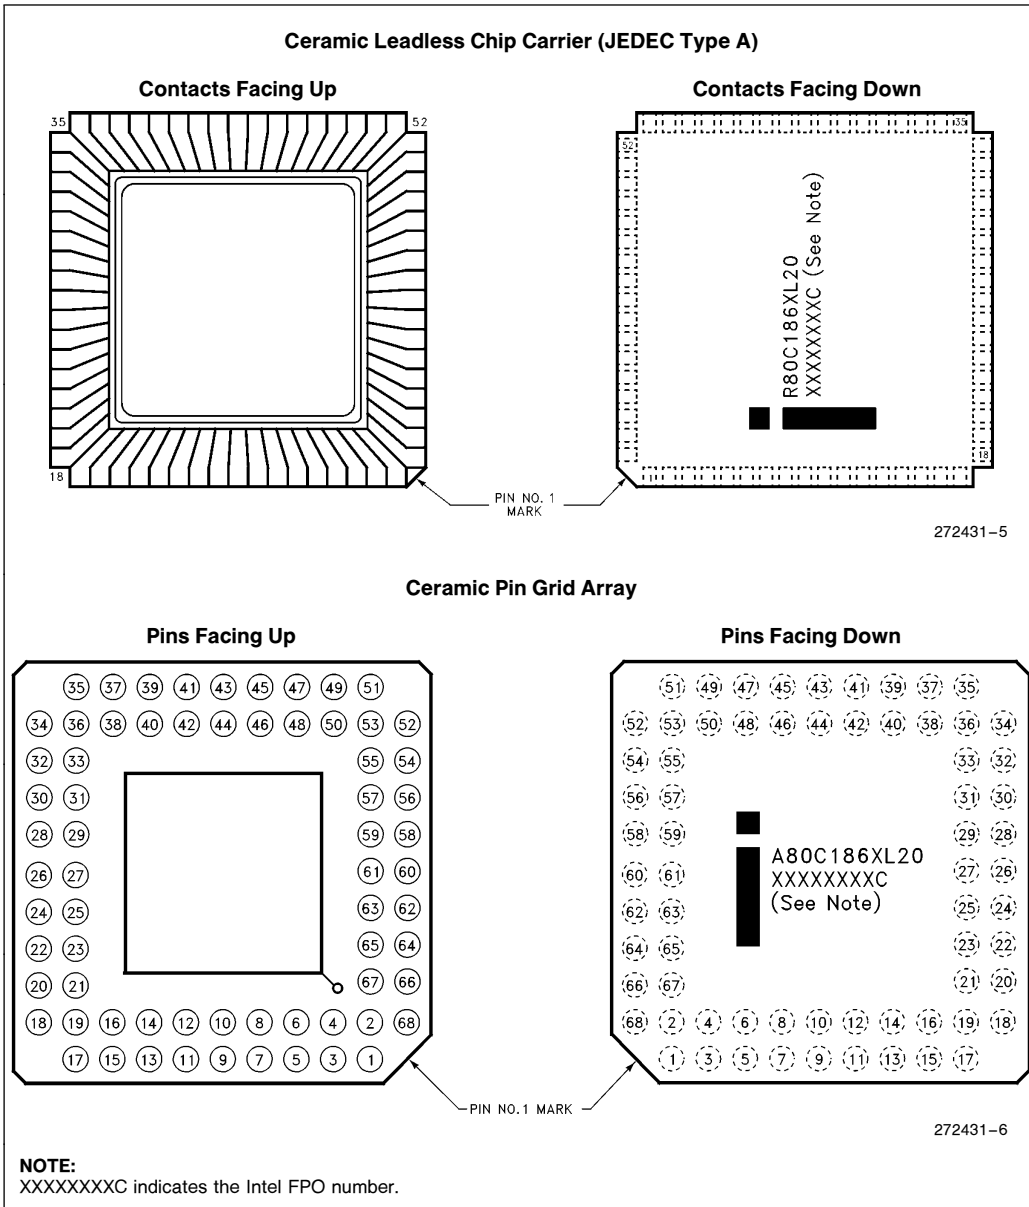 Ceramic Leadless Chip Carrier (JEDEC Type A)
Contacts Facing Up
Contacts Facing Down
35
52
18
35
52
18
1
R80C186XL20
XXXXXXXXC (See Note)
PIN NO. 1
MARK
272431–5
Ceramic Pin Grid Array
Pins Facing Up
Pins Facing Down
35 37 39 41 43 45 47 49 51
34 36 38 40 42 44 46 48 50 53 52
32 33 55 54
30 31 57 56
28 29 59 58
26 27 61 60
24 25 63 62
22 23 65 64
20 21 67 66
18 19 16 14 12 10 8 6 4 2 68
17 15 13 11 9 7 5 3 1
51 49 47 45 43 41 39 37 35
52 53 50 48 46 44 42 40 38 36 34
54 55 33 32
56 57 31 30
58 59 29 28
60 61 27 26
62 63 25 24
64 65 23 22
66 67 21 20
68 2 4 6 8 10 12 14 16 19 18
1 3 5 7 9 11 13 15 17
A80C186XL20
XXXXXXXXC
(See Note)
PIN NO.1 MARK
272431–6
NOTE:
XXXXXXXXC indicates the Intel FPO number.